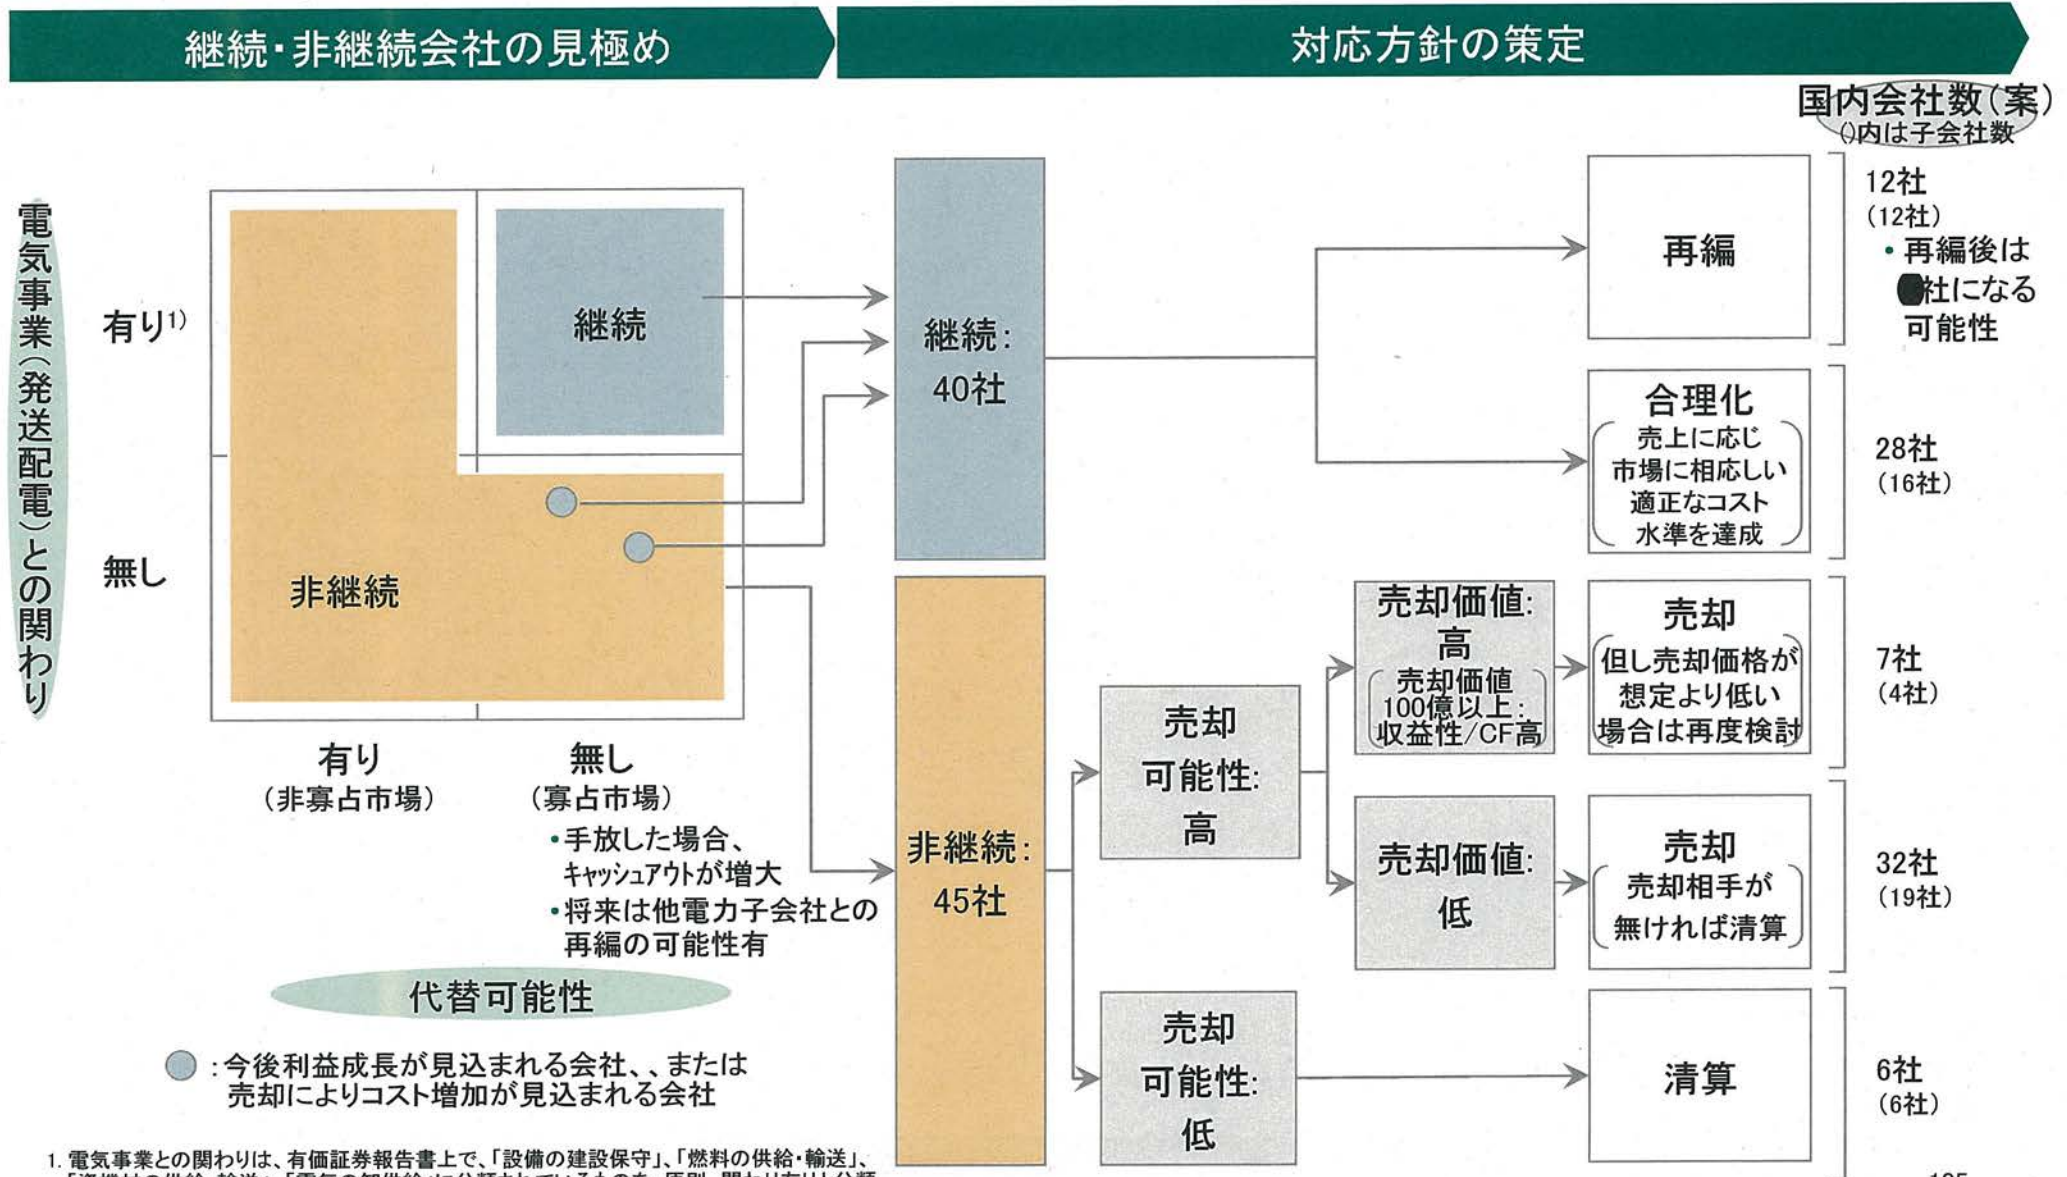 継続・非継続会社の見極め
対応方針の策定
国内会社数(案)
()内は子会社数
電気事業(発送配電)との関わり
有り1)
無し
継続
非継続
有り
(非寡占市場)
無し
(寡占市場)
・手放した場合、
キャッシュアウトが増大
・将来は他電力子会社との
再編の可能性有
代替可能性
:今後利益成長が見込まれる会社、、または
売却によりコスト増加が見込まれる会社
継続:
40社
非継続:
45社
売却
可能性:
高
売却
可能性:
低
売却価値:
高
売却価値
100億以上:
収益性/CF高
売却価値:
低
再編
合理化
売上に応じ
市場に相応しい
適正なコスト
水準を達成
売却
但し売却価格が
想定より低い
場合は再度検討
売却
売却相手が
無ければ清算
清算
12社
(12社)
・再編後は
社になる
可能性
28社
(16社)
7社
(4社)
32社
(19社)
6社
(6社)
1. 電気事業との関わりは、有価証券報告書上で、「設備の建設保守」、「燃料の供給・輸送」、